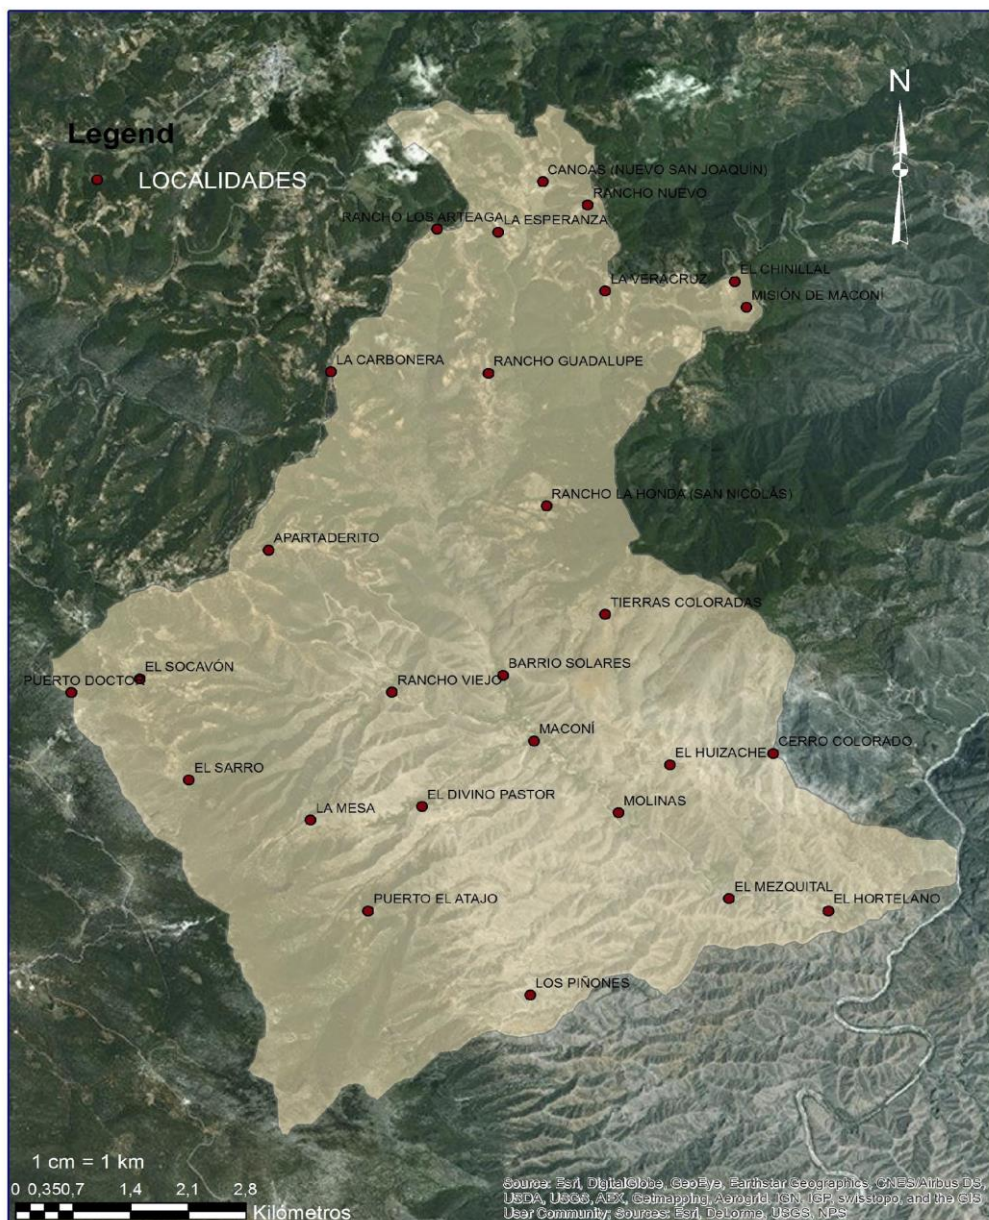 N
Legend
LOCALIDADES
CANOAS (NUEVO SAN JOAQUÍN)
RANCHO NUEVO
RANCHO LOS ARTEAGA
LA ESPERANZA
LA VERACRUZ
EL CHINILLAL
MISIÓN DE MACONÍ
LA CARBONERA
RANCHO GUADALUPE
RANCHO LA HONDA (SAN NICOLÁS)
APARTADERITO
TIERRAS COLORADAS
EL SOCAVÓN
BARRIO SOLARES
PUERTO DOCTOR
RANCHO VIEJO
MACONÍ
CERRO COLORADO
EL HUIZACHE
EL SARRO
EL DIVINO PASTOR
LA MESA
MOLINAS
EL MEZQUITAL
PUERTO EL ATAJO
EL HORTELANO
LOS PIÑONES
1 cm = 1 km
0 0,350,7 1,4 2,1 2,8
Kilómetros
Source: Esri, DigitalGlobe, GeoEye, Earthstar Geographics, CNES/Airbus DS,
USDA, USGS, AEX, Getmapping, Aerogrid, IGN, IGP, swisstopo, and the GIS
User Community; Sources: Esri, DeLorme, USGS, NPS